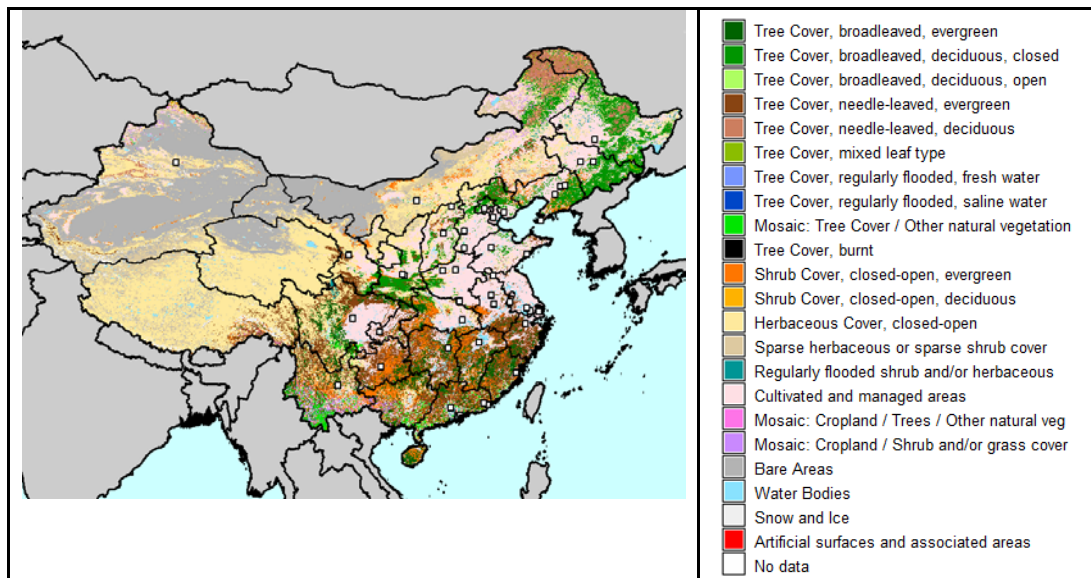 Tree Cover, broadleaved, evergreen
Tree Cover, broadleaved, deciduous, closed
Tree Cover, broadleaved, deciduous, open
Tree Cover, needle-leaved, evergreen
Tree Cover, needle-leaved, deciduous
Tree Cover, mixed leaf type
Tree Cover, regularly flooded, fresh water
Tree Cover, regularly flooded, saline water
Mosaic: Tree Cover / Other natural vegetation
Tree Cover, burnt
Shrub Cover, closed-open, evergreen
Shrub Cover, closed-open, deciduous
Herbaceous Cover, closed-open
Sparse herbaceous or sparse shrub cover
Regularly flooded shrub and/or herbaceous
Cultivated and managed areas
Mosaic: Cropland / Trees / Other natural veg
Mosaic: Cropland / Shrub and/or grass cover
Bare Areas
Water Bodies
Snow and Ice
Artificial surfaces and associated areas
No data